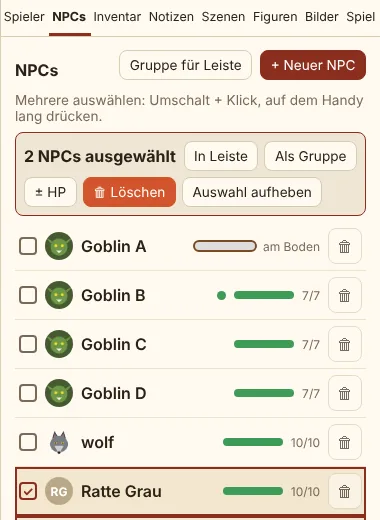 Spieler NPCs Inventar Notizen Szenen Figuren Bilder Spiel
NPCs Gruppe für Leiste + Neuer NPC
Mehrere auswählen: Umschalt + Klick, auf dem Handy
lang drücken.
2 NPCs ausgewählt In Leiste Als Gruppe
± HP Löschen Auswahl aufheben
Goblin A am Boden
Goblin B 7/7
Goblin C 7/7
Goblin D 7/7
wolf 10/10
RG Ratte Grau 10/10